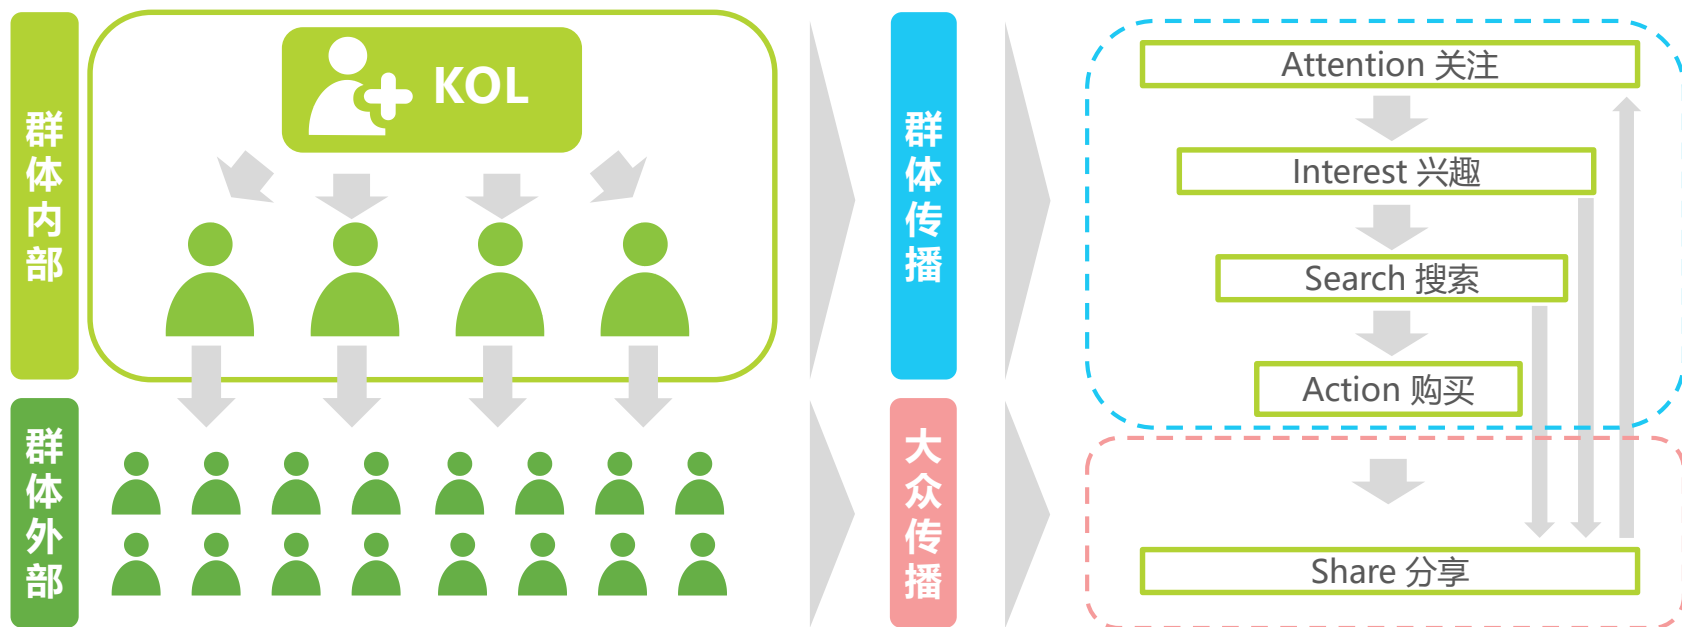 群体内部
KOL
群体传播
Attention 关注
Interest 兴趣
Search 搜索
Action 购买
群体外部
大众传播
Share 分享